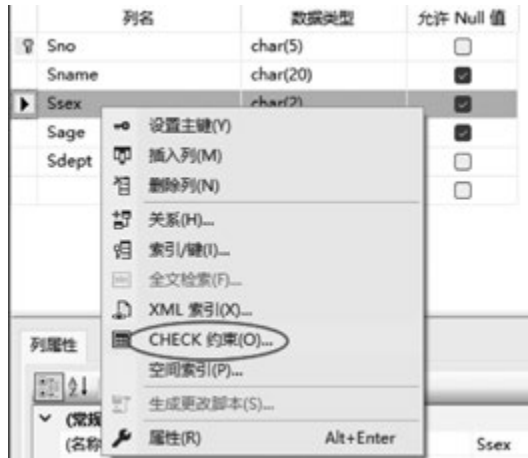 列名 数据类型 允许 Null 值
Sno char(5)
Sname char(20)
Ssex char(2)
Sage
Sdept
设置主键(Y)
插入列(M)
删除列(N)
关系(H)...
索引/键(I)...
全文检索(F)...
XML 索引(X)...
CHECK 约束(O)...
空间索引(P)...
生成更改脚本(S)...
属性(R) Alt+Enter
列属性
(常规
(名称
Ssex